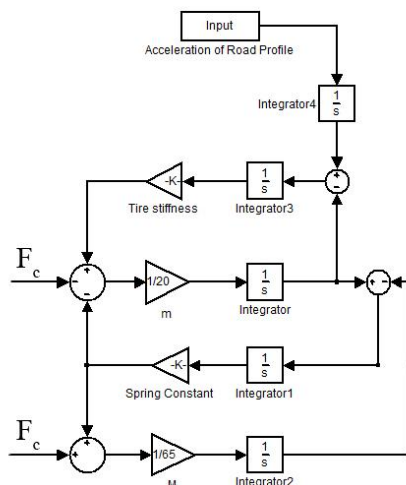 Input
Acceleration of Road Profile
Integrator4
1
s
-K-
1
s
Tire stiffness
Integrator3
F_c
1/20
1
s
m
Integrator
-K-
1
s
Spring Constant
Integrator1
F_c
1/65
1
s
M
Integrator2